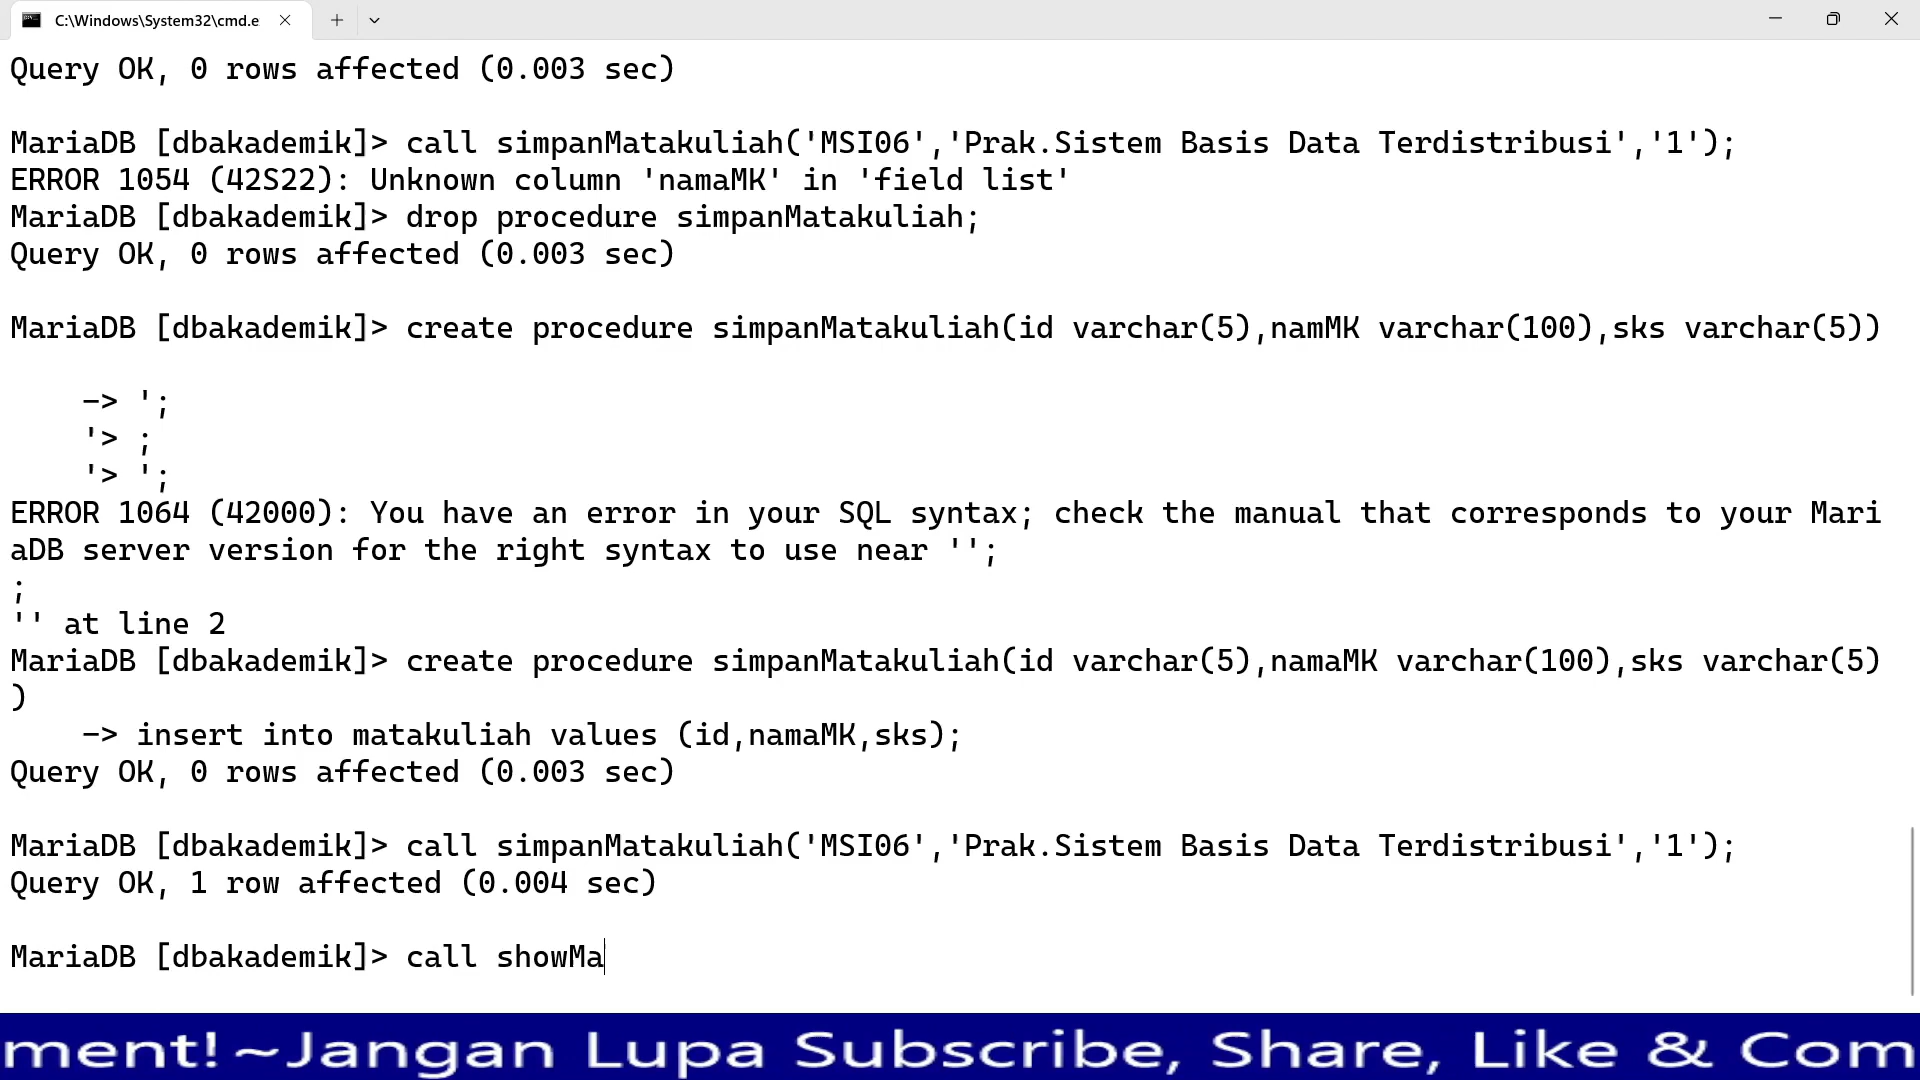 C:\Windows\System32\cmd.e
Query OK, 0 rows affected (0.003 sec)
MariaDB [dbakademik]> call simpanMatakuliah('MSI06','Prak.Sistem Basis Data Terdistribusi','1');
ERROR 1054 (42S22): Unknown column 'namaMK' in 'field list'
MariaDB [dbakademik]> drop procedure simpanMatakuliah;
Query OK, 0 rows affected (0.003 sec)
MariaDB [dbakademik]> create procedure simpanMatakuliah(id varchar(5),namMK varchar(100),sks varchar(5))
    -> ';
    '> ;
    '> ';
ERROR 1064 (42000): You have an error in your SQL syntax; check the manual that corresponds to your Mari
aDB server version for the right syntax to use near '';
;
'' at line 2
MariaDB [dbakademik]> create procedure simpanMatakuliah(id varchar(5),namaMK varchar(100),sks varchar(5)
)
    -> insert into matakuliah values (id,namaMK,sks);
Query OK, 0 rows affected (0.003 sec)
MariaDB [dbakademik]> call simpanMatakuliah('MSI06','Prak.Sistem Basis Data Terdistribusi','1');
Query OK, 1 row affected (0.004 sec)
MariaDB [dbakademik]> call showMa
ment!~Jangan Lupa Subscribe, Share, Like & Com